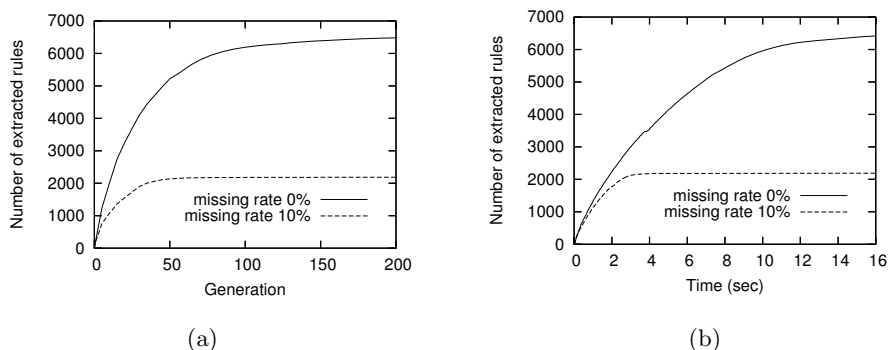 Number of extracted rules
7000
6000
5000
4000
3000
2000
1000
0
missing rate 0%
missing rate 10%
0 50 100 150 200
Generation
(a)
Number of extracted rules
7000
6000
5000
4000
3000
2000
1000
0
missing rate 0%
missing rate 10%
0 2 4 6 8 10 12 14 16
Time (sec)
(b)